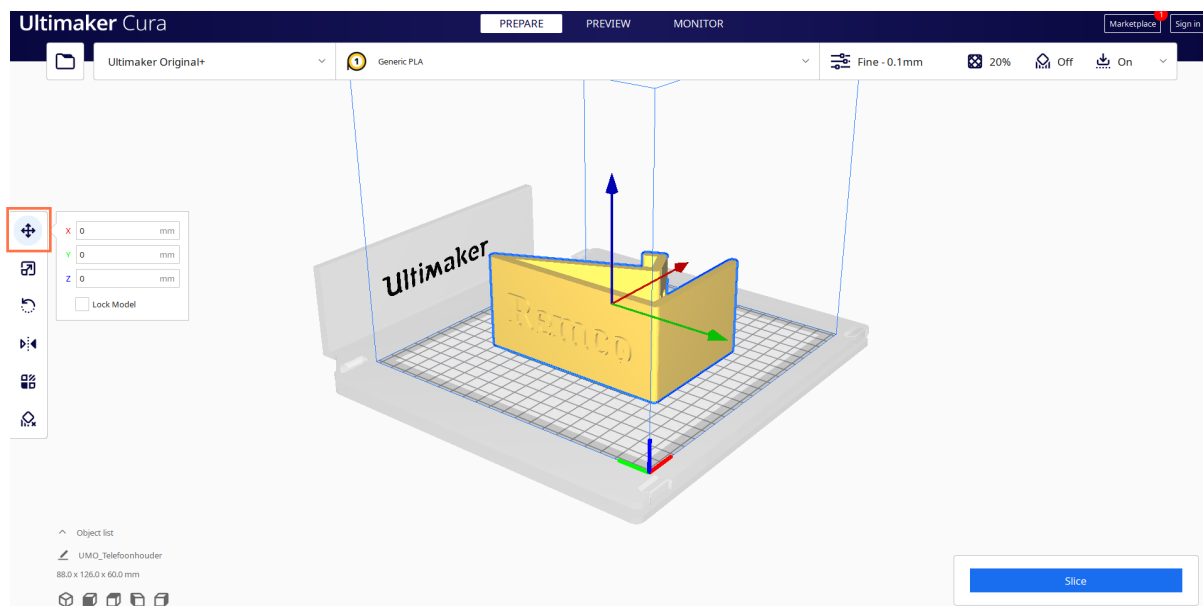 Ultimaker Cura
PREPARE PREVIEW MONITOR
1
Marketplace Sign in
Ultimaker Original+
1 Generic PLA
Fine - 0.1mm 20% Off On
X 0 mm
Y 0 mm
Z 0 mm
Lock Model
Ultimaker
Remco
Object list
UMO_Telefoonhouder
88.0 x 126.0 x 60.0 mm
Slice